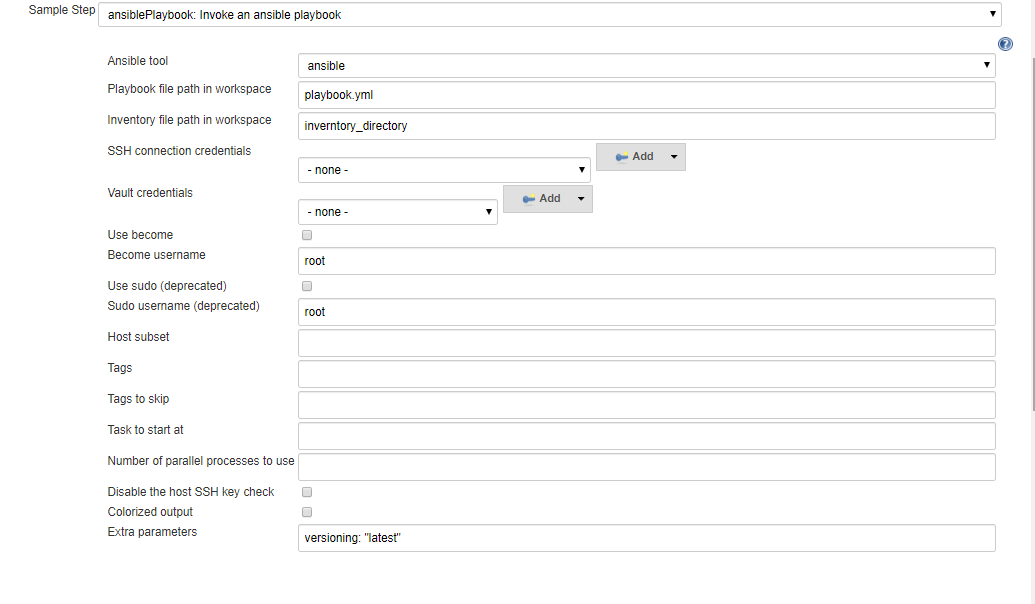 Sample Step ansiblePlaybook: Invoke an ansible playbook
Ansible tool ansible
Playbook file path in workspace playbook.yml
Inventory file path in workspace inverntory_directory
SSH connection credentials - none - Add
Vault credentials - none - Add
Use become
Become username root
Use sudo (deprecated)
Sudo username (deprecated) root
Host subset
Tags
Tags to skip
Task to start at
Number of parallel processes to use
Disable the host SSH key check
Colorized output
Extra parameters versioning: "latest"